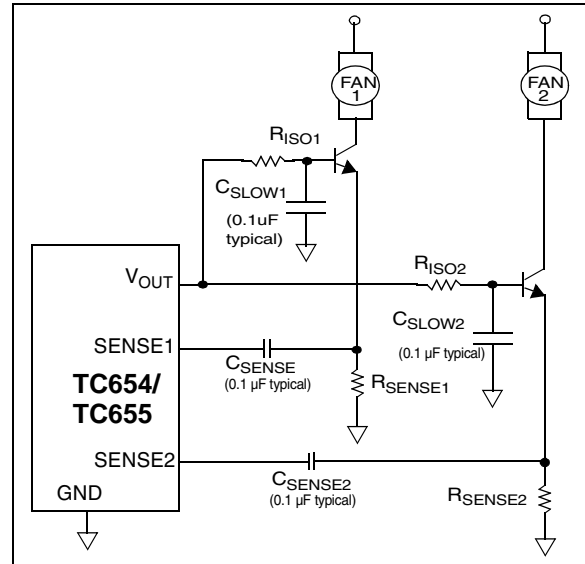 FAN
1
FAN
2
RISO1
CSLOW1
(0.1uF
typical)
VOUT
RISO2
CSLOW2
(0.1 µF typical)
SENSE1
CSENSE
(0.1 µF typical)
RSENSE1
TC654/
TC655
SENSE2
CSENSE2
(0.1 µF typical)
RSENSE2
GND